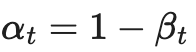 αₜ = 1 − βₜ